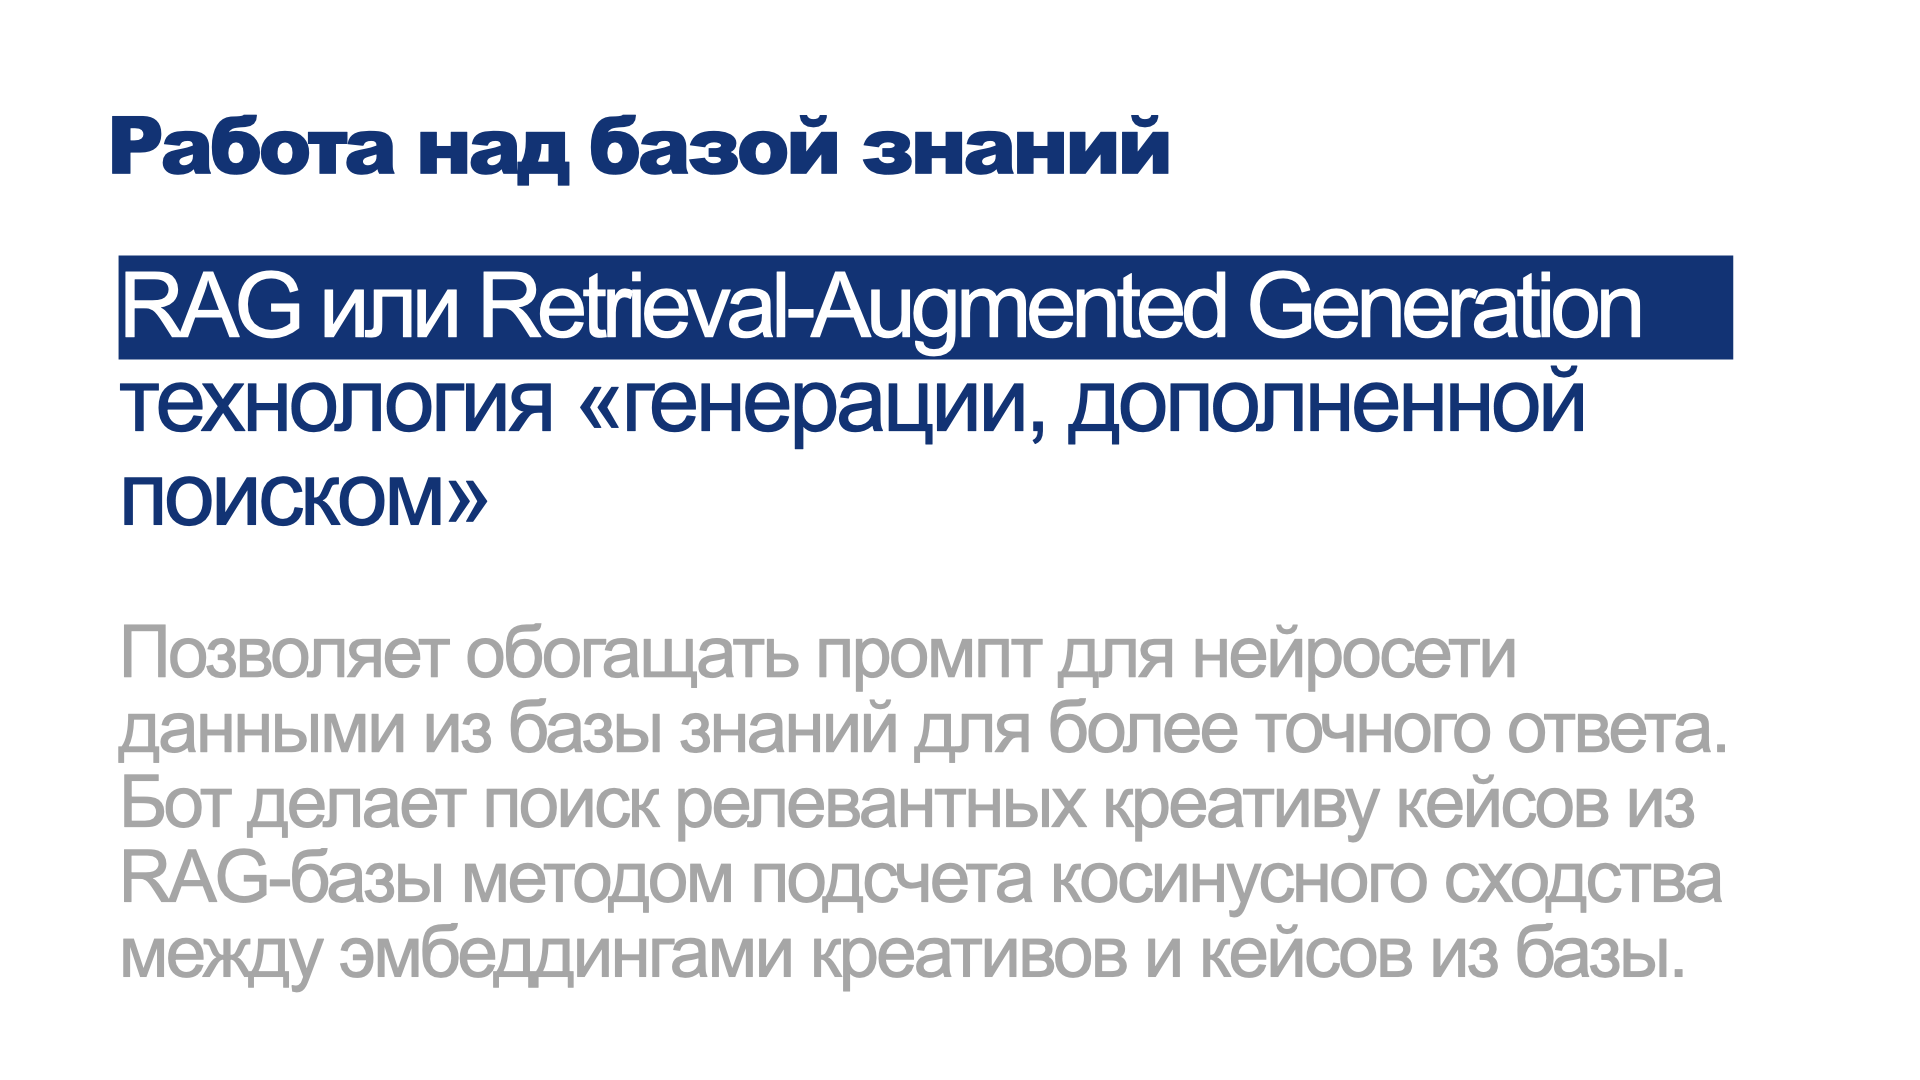 Работа над базой знаний
RAG или Retrieval-Augmented Generation
технология «генерации, дополненной
поиском»
Позволяет обогащать промпт для нейросети
данными из базы знаний для более точного ответа.
Бот делает поиск релевантных креативу кейсов из
RAG-базы методом подсчета косинусного сходства
между эмбеддингами креативов и кейсов из базы.